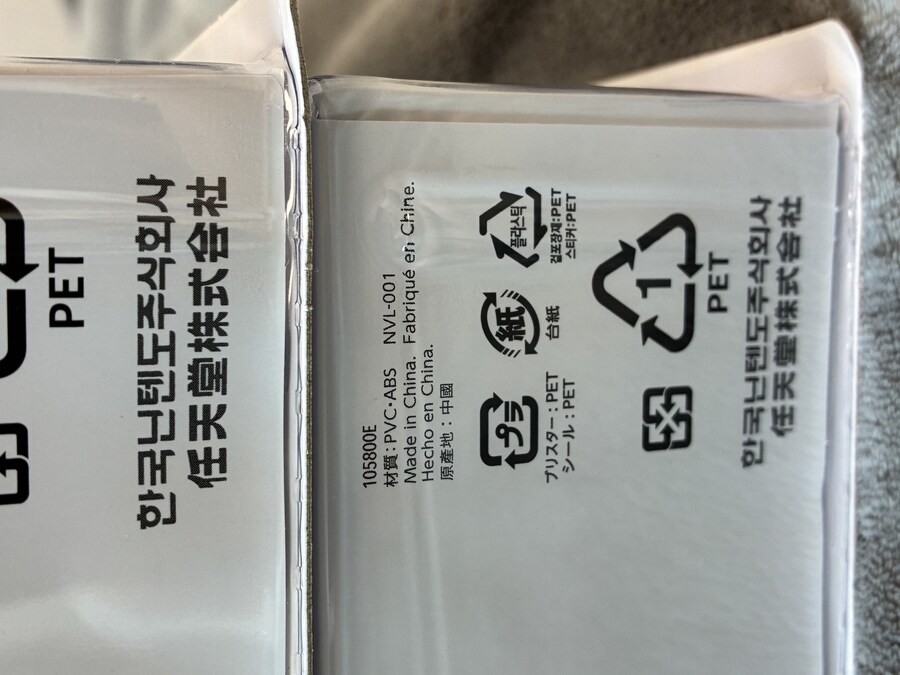 PET
한국닌텐도주식회사
任天堂株式会社
105800E
材質：PVC・ABS NVL-001
Made in China. Fabriqué en Chine.
Hecho en China.
原產地：中國
プラ
ブリスター：PET
シール：PET
紙
台紙
플라스틱
겉포장재:PET
스티커:PET
1
PET
한국닌텐도주식회사
任天堂株式会社